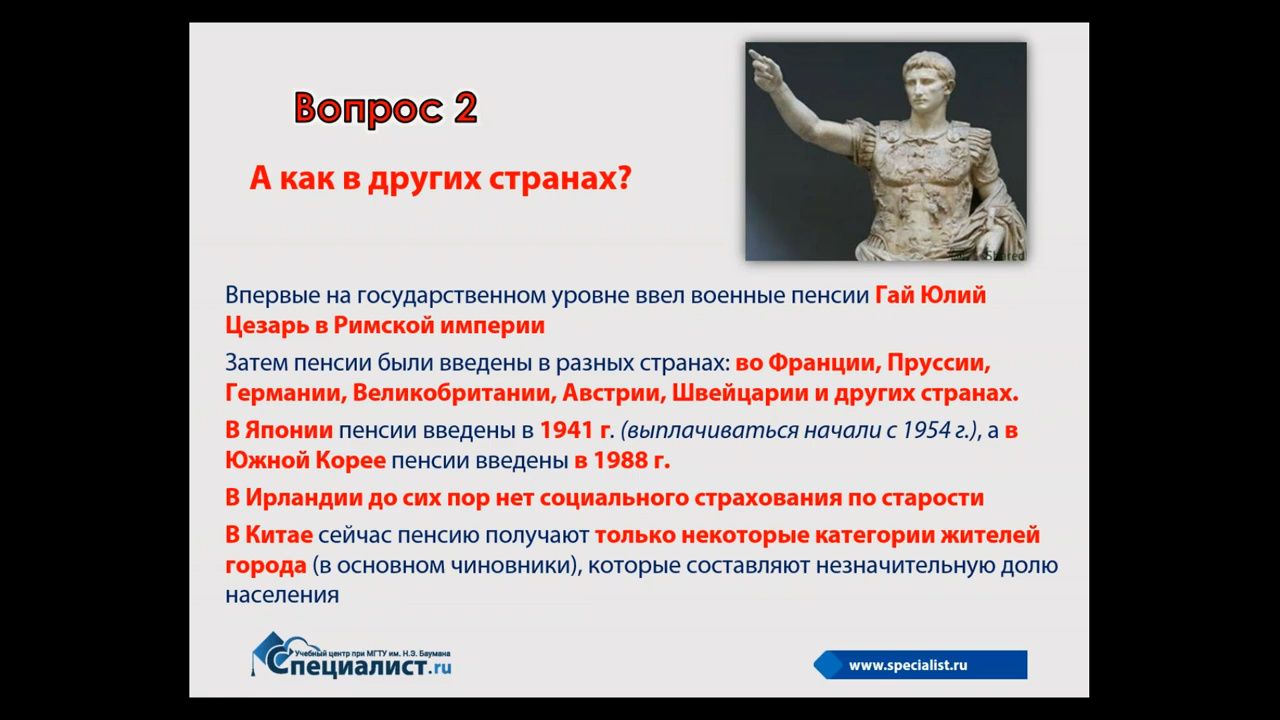 Вопрос 2
А как в других странах?
Впервые на государственном уровне ввел военные пенсии Гай Юлий
Цезарь в Римской империи
Затем пенсии были введены в разных странах: во Франции, Пруссии,
Германии, Великобритании, Австрии, Швейцарии и других странах.
В Японии пенсии введены в 1941 г. (выплачиваться начали с 1954 г.), а в
Южной Корее пенсии введены в 1988 г.
В Ирландии до сих пор нет социального страхования по старости
В Китае сейчас пенсию получают только некоторые категории жителей
города (в основном чиновники), которые составляют незначительную долю
населения
Учебный центр при МГТУ им. Н.Э. Баумана
Специалист.ru
www.specialist.ru